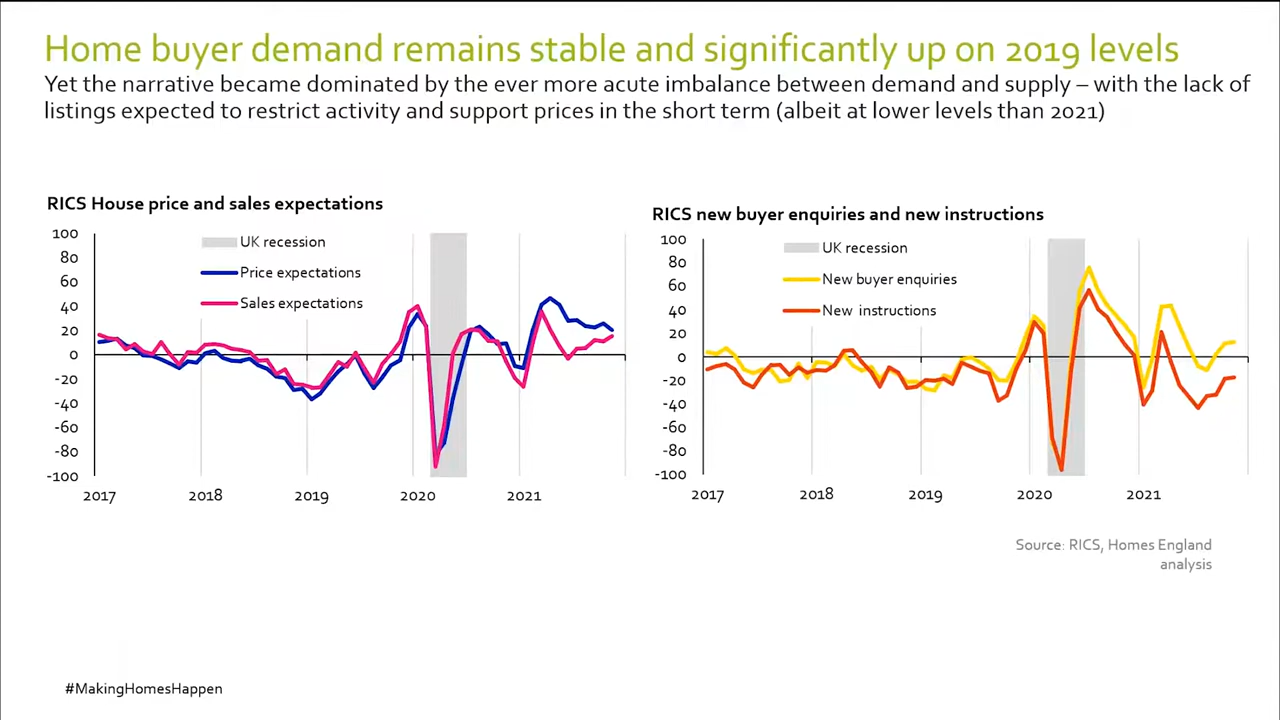 Home buyer demand remains stable and significantly up on 2019 levels
Yet the narrative became dominated by the ever more acute imbalance between demand and supply – with the lack of
listings expected to restrict activity and support prices in the short term (albeit at lower levels than 2021)
RICS House price and sales expectations
100
80
60
40
20
0
-20
-40
-60
-80
-100
UK recession
Price expectations
Sales expectations
2017 2018 2019 2020 2021
RICS new buyer enquiries and new instructions
100
80
60
40
20
0
-20
-40
-60
-80
-100
UK recession
New buyer enquiries
New instructions
2017 2018 2019 2020 2021
Source: RICS, Homes England
analysis
#MakingHomesHappen